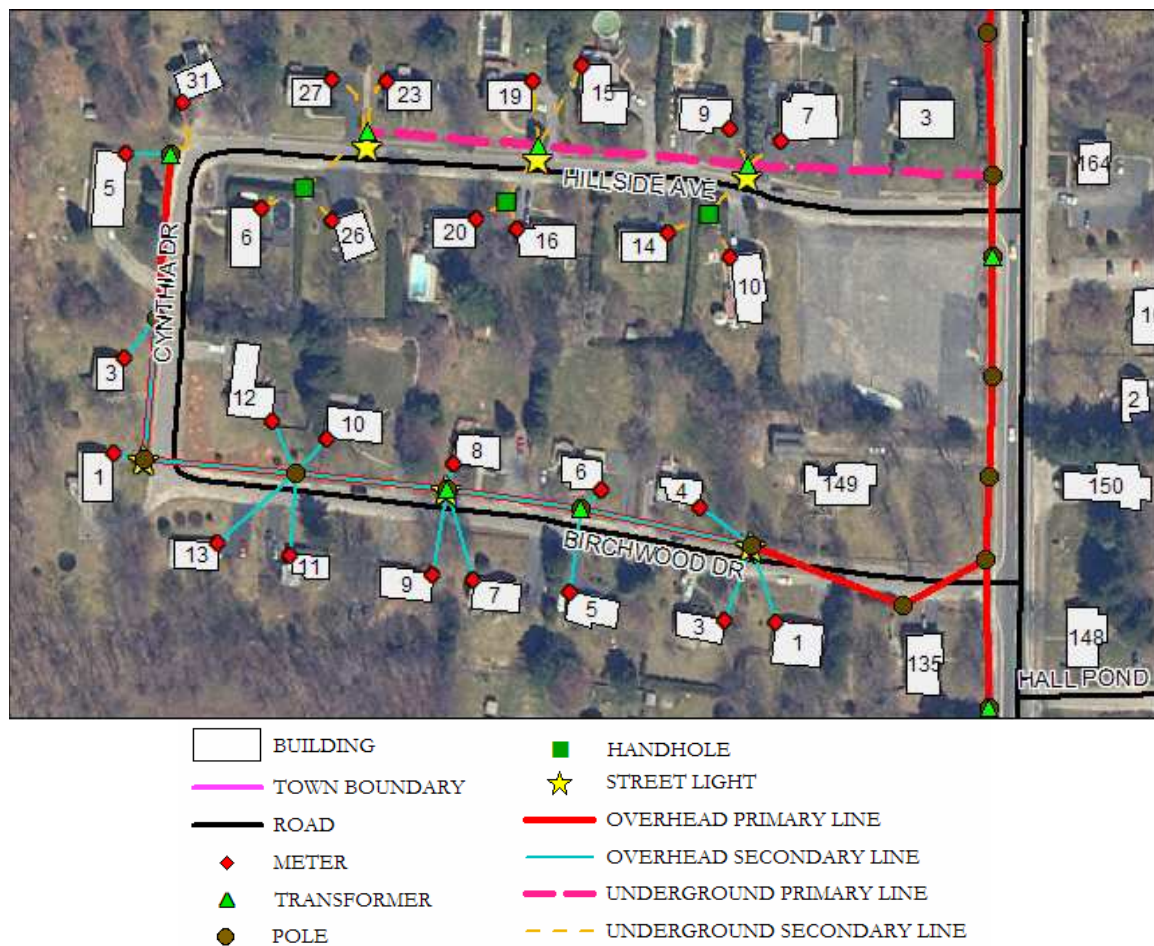 31
27
23
19
15
9
7
3
5
164
HILLSIDE AVE
6
26
20
16
14
10
CYNTHIA DR
3
12
10
8
6
4
149
2
150
1
BIRCHWOOD DR
13
11
9
7
5
3
1
135
148
HALL POND
BUILDING
TOWN BOUNDARY
ROAD
METER
TRANSFORMER
POLE
HANDHOLE
STREET LIGHT
OVERHEAD PRIMARY LINE
OVERHEAD SECONDARY LINE
UNDERGROUND PRIMARY LINE
UNDERGROUND SECONDARY LINE